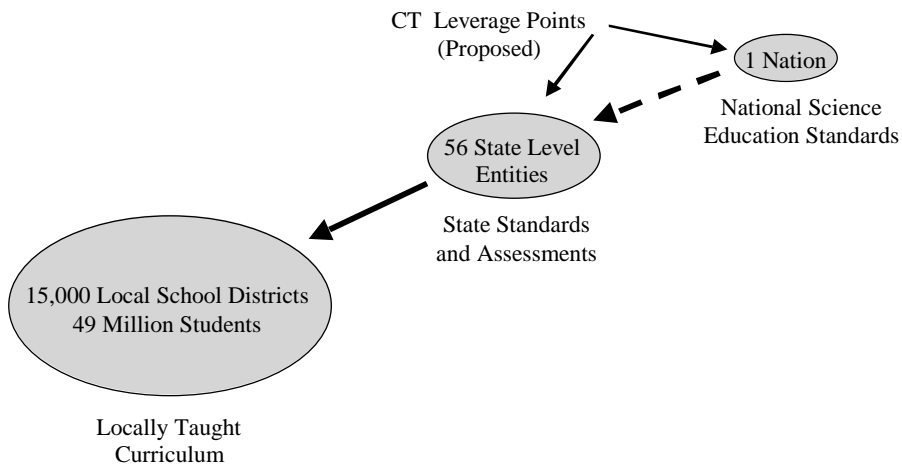 CT Leverage Points
(Proposed)
1 Nation
National Science
Education Standards
56 State Level
Entities
State Standards
and Assessments
15,000 Local School Districts
49 Million Students
Locally Taught
Curriculum